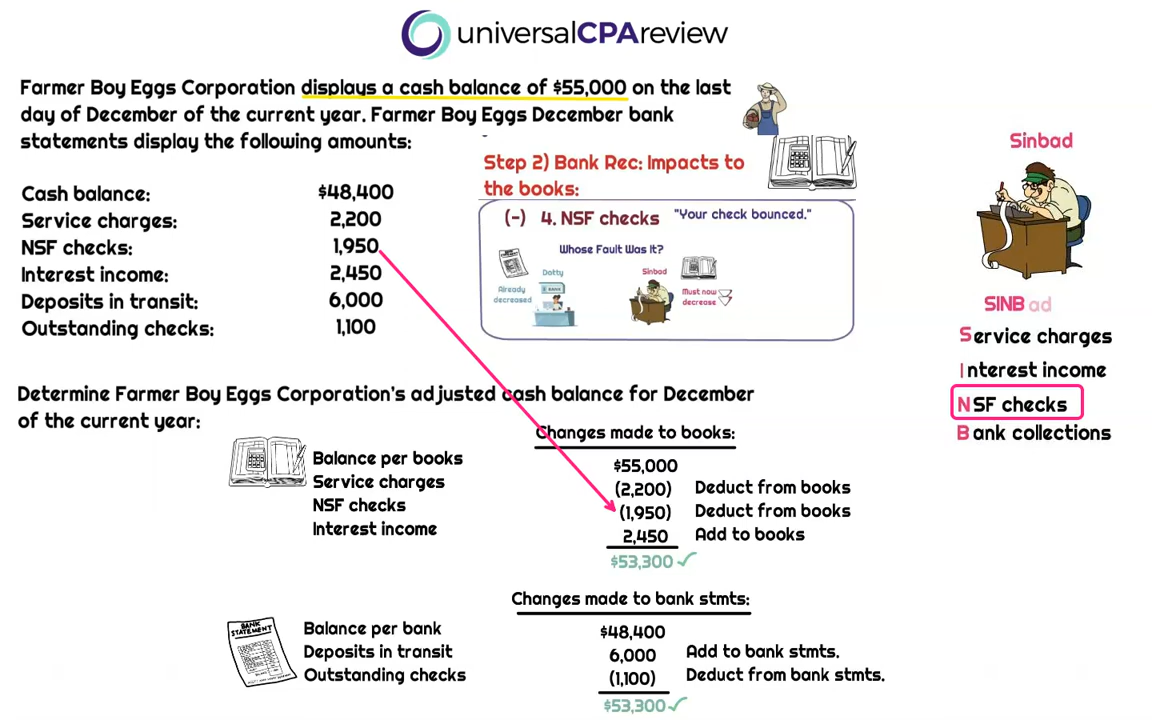 universalCPAreview
Farmer Boy Eggs Corporation displays a cash balance of $55,000 on the last
day of December of the current year. Farmer Boy Eggs December bank
statements display the following amounts:
Cash balance: $48,400
Service charges: 2,200
NSF checks: 1,950
Interest income: 2,450
Deposits in transit: 6,000
Outstanding checks: 1,100
Step 2) Bank Rec: Impacts to
the books:
(-) 4. NSF checks "Your check bounced."
Whose Fault Was It?
Dotty
Already
decreased
BANK
Sinbad
Must now
decrease
Sinbad
SINB ad
Service charges
Interest income
NSF checks
Bank collections
Determine Farmer Boy Eggs Corporation's adjusted cash balance for December
of the current year:
Changes made to books:
Balance per books $55,000
Service charges (2,200) Deduct from books
NSF checks (1,950) Deduct from books
Interest income 2,450 Add to books
$53,300
Changes made to bank stmts:
BANK
STATEMENT
Balance per bank $48,400
Deposits in transit 6,000 Add to bank stmts.
Outstanding checks (1,100) Deduct from bank stmts.
$53,300